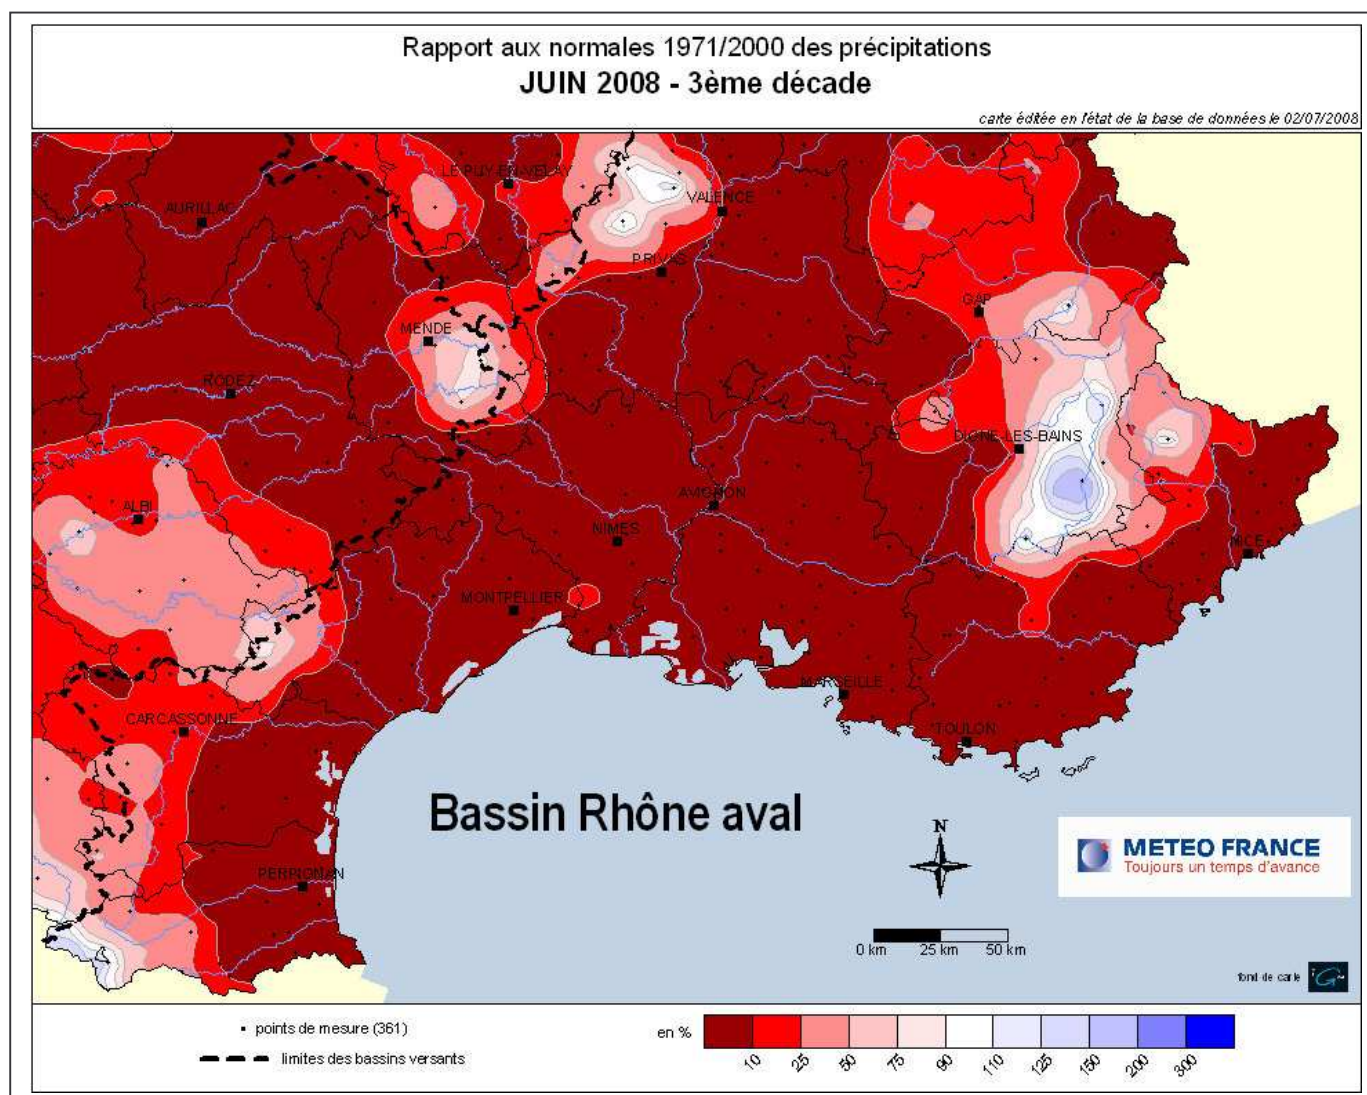 Rapport aux normales 1971/2000 des précipitations
JUIN 2008 - 3ème décade
carte éditée en l'état de la base de données le 02/07/2008
LE PUY-EN-VELAY
AURILLAC
VALENCE
PRIVAS
GAP
MENDE
RODEZ
DIGNE-LES-BAINS
ALBI
AVIGNON
NIMES
NICE
MONTPELLIER
MARSEILLE
CARCASSONNE
TOULON
Bassin Rhône aval
N
METEO FRANCE
Toujours un temps d'avance
PERPIGNAN
0 km 25 km 50 km
fond de carte
points de mesure (361)
limites des bassins versants
en %
10 25 50 75 90 110 125 150 200 300